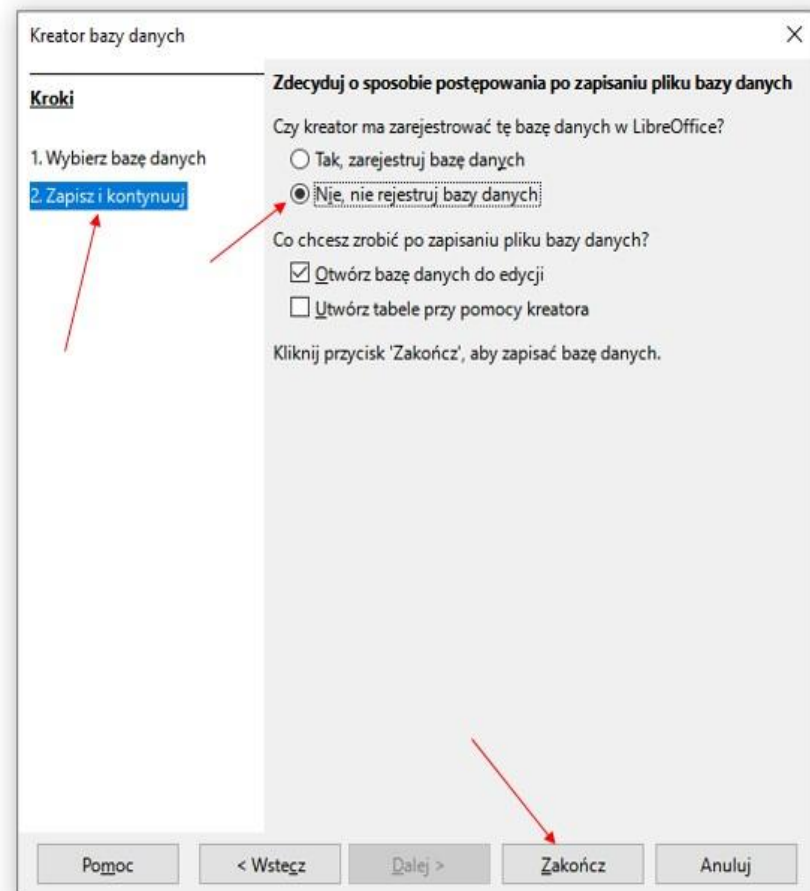 Kreator bazy danych
Kroki
1. Wybierz bazę danych
2. Zapisz i kontynuuj
Zdecyduj o sposobie postępowania po zapisaniu pliku bazy danych
Czy kreator ma zarejestrować tę bazę danych w LibreOffice?
Tak, zarejestruj bazę danych
Nie, nie rejestruj bazy danych
Co chcesz zrobić po zapisaniu pliku bazy danych?
Otwórz bazę danych do edycji
Utwórz tabele przy pomocy kreatora
Kliknij przycisk 'Zakończ', aby zapisać bazę danych.
Pomoc
< Wstecz
Dalej >
Zakończ
Anuluj